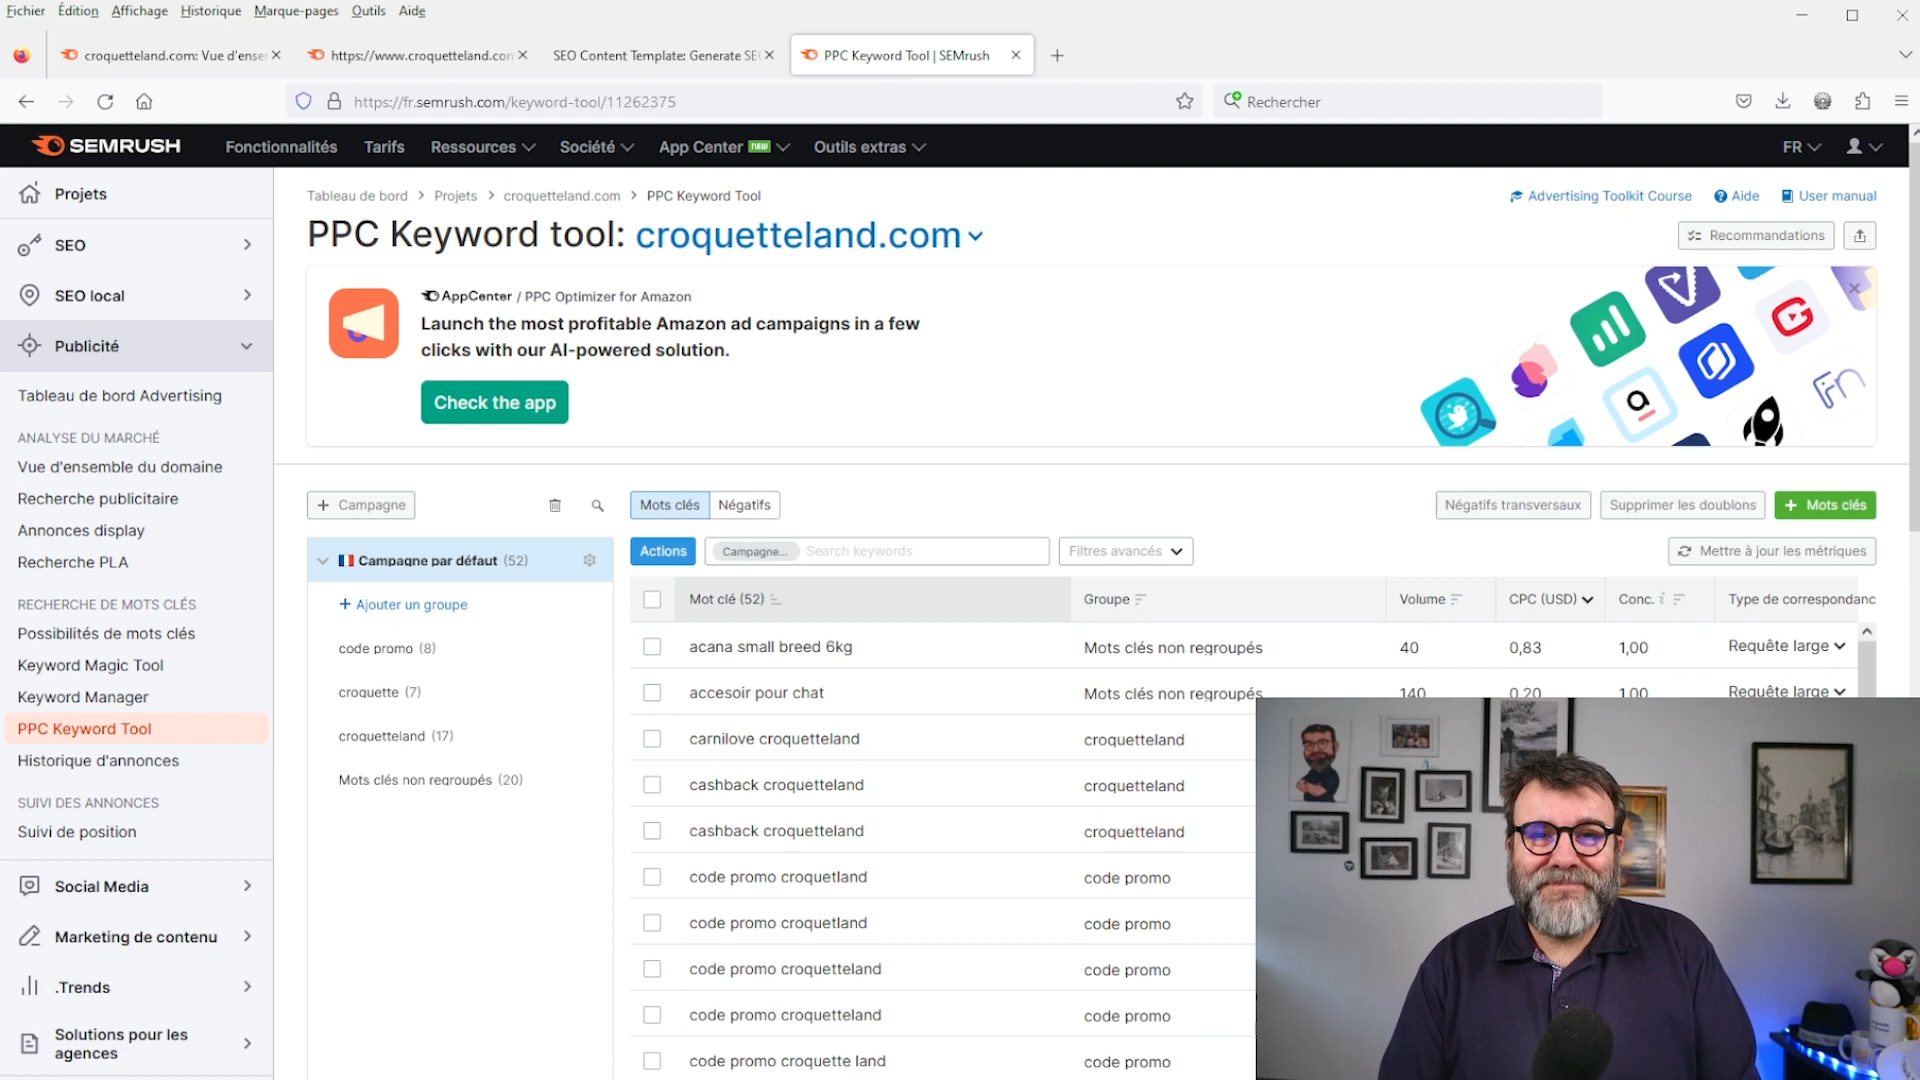 Fichier Édition Affichage Historique Marque-pages Outils Aide
croquetteland.com: Vue d'enser
https://www.croquetteland.con
SEO Content Template: Generate SE
PPC Keyword Tool | SEMrush
https://fr.semrush.com/keyword-tool/11262375
Rechercher
SEMRUSH
Fonctionnalités
Tarifs
Ressources
Société
App Center new
Outils extras
FR
Projets
SEO
SEO local
Publicité
Tableau de bord Advertising
ANALYSE DU MARCHÉ
Vue d'ensemble du domaine
Recherche publicitaire
Annonces display
Recherche PLA
RECHERCHE DE MOTS CLÉS
Possibilités de mots clés
Keyword Magic Tool
Keyword Manager
PPC Keyword Tool
Historique d'annonces
SUIVI DES ANNONCES
Suivi de position
Social Media
Marketing de contenu
.Trends
Solutions pour les
agences
Tableau de bord > Projets > croquetteland.com > PPC Keyword Tool
Advertising Toolkit Course
Aide
User manual
PPC Keyword tool: croquetteland.com
Recommandations
AppCenter / PPC Optimizer for Amazon
Launch the most profitable Amazon ad campaigns in a few
clicks with our AI-powered solution.
Check the app
+ Campagne
Campagne par défaut (52)
+ Ajouter un groupe
code promo (8)
croquette (7)
croquetteland (17)
Mots clés non regroupés (20)
Mots clés Négatifs
Négatifs transversaux
Supprimer les doublons
+ Mots clés
Actions
Campagne... Search keywords
Filtres avancés
Mettre à jour les métriques
Mot clé (52) Groupe Volume CPC (USD) Conc. i Type de correspondanc
acana small breed 6kg Mots clés non regroupés 40 0,83 1,00 Requête large
accesoir pour chat Mots clés non regroupés 140 0,20 1,00 Requête large
carnilove croquetteland croquetteland
cashback croquetteland croquetteland
cashback croquetteland croquetteland
code promo croquetland code promo
code promo croquetland code promo
code promo croquetteland code promo
code promo croquetteland code promo
code promo croquette land code promo